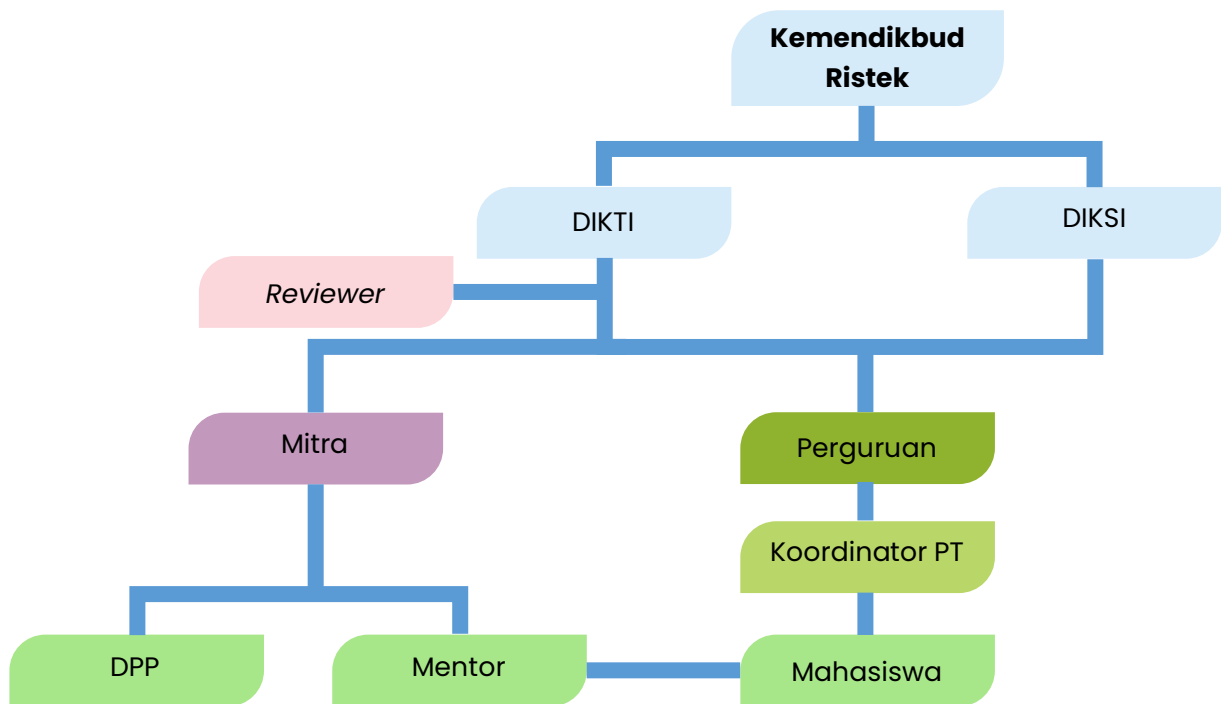 Kemendikbud
Ristek
DIKTI
DIKSI
Reviewer
Mitra
Perguruan
Koordinator PT
DPP
Mentor
Mahasiswa